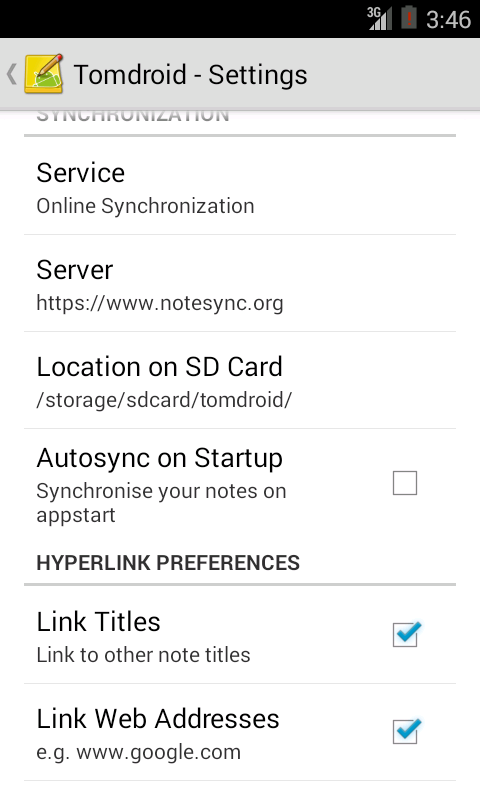 3G 3:46
Tomdroid - Settings
SYNCHRONIZATION
Service
Online Synchronization
Server
https://www.notesync.org
Location on SD Card
/storage/sdcard/tomdroid/
Autosync on Startup
Synchronise your notes on
appstart
HYPERLINK PREFERENCES
Link Titles
Link to other note titles
Link Web Addresses
e.g. www.google.com